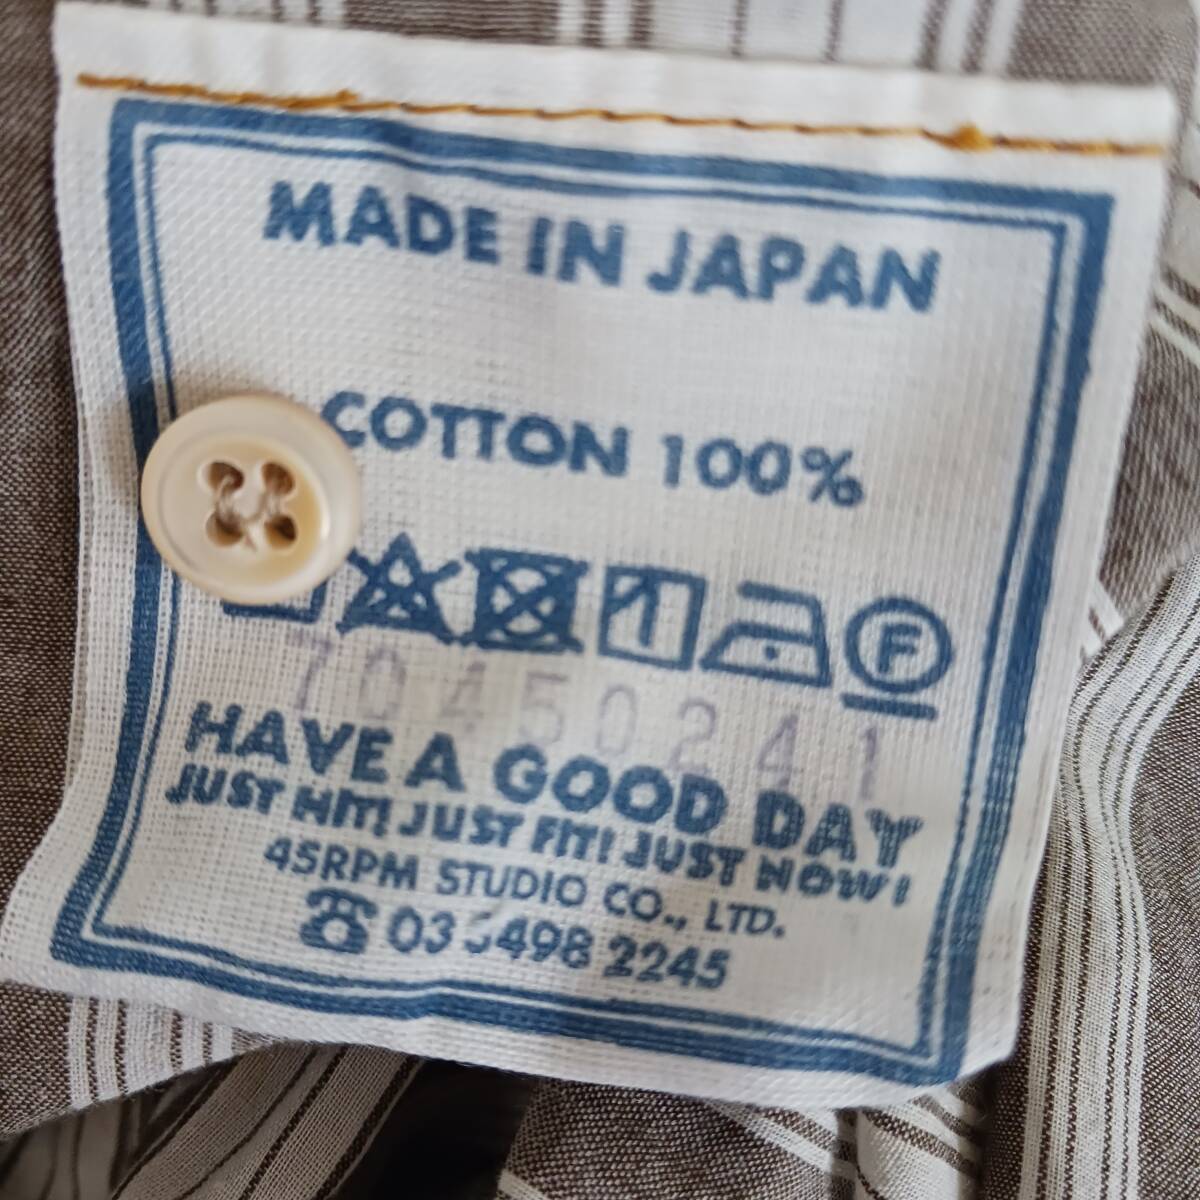 MADE IN JAPAN
COTTON 100%
F
70450241
HAVE A GOOD DAY
JUST HIT! JUST FIT! JUST NOW!
45RPM STUDIO CO., LTD.
☎ 03 5498 2245